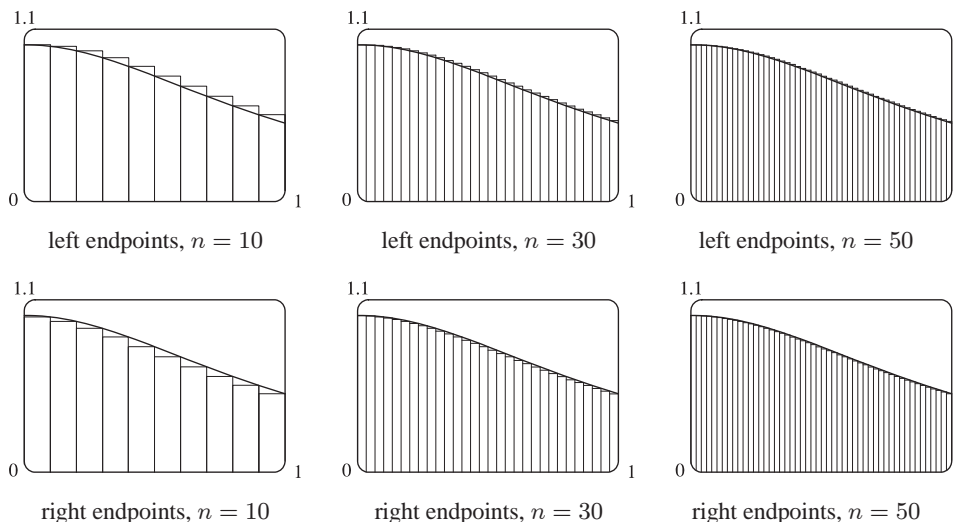 1.1 1.1 1.1
0 1 0 1 0 1
left endpoints, n = 10 left endpoints, n = 30 left endpoints, n = 50
1.1 1.1 1.1
0 1 0 1 0 1
right endpoints, n = 10 right endpoints, n = 30 right endpoints, n = 50